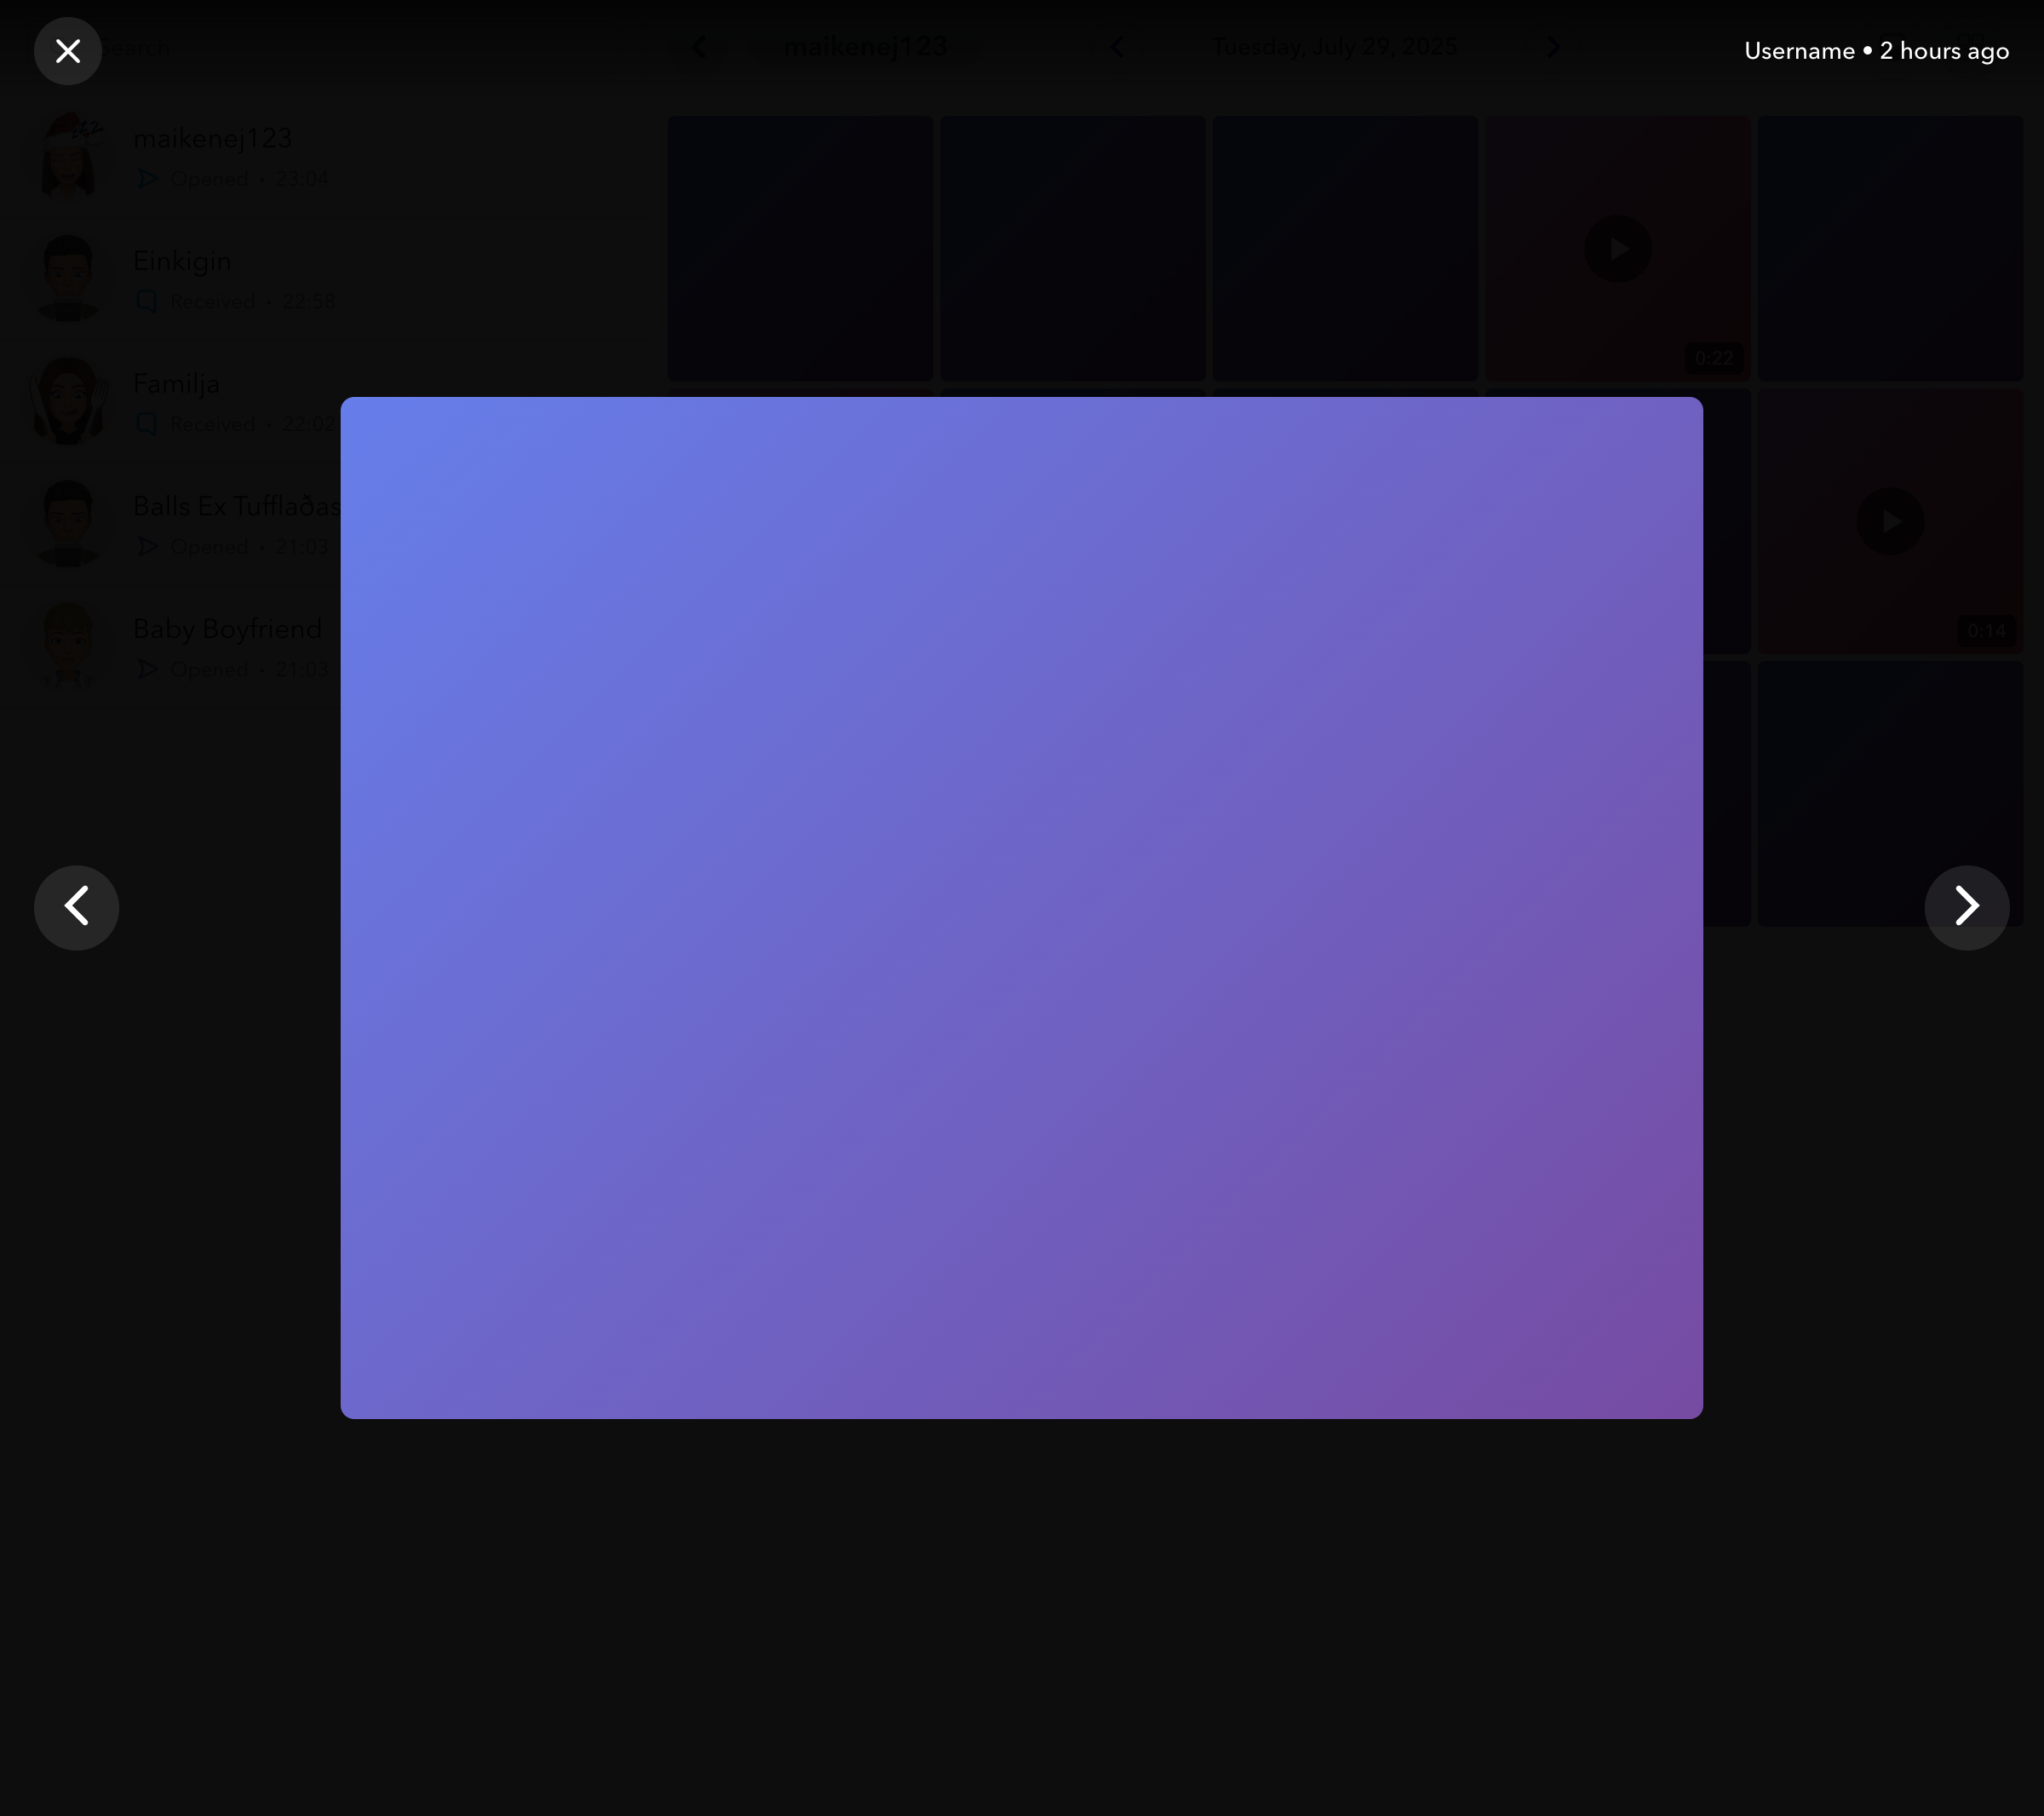 Search
maikenej123
Tuesday, July 29, 2025
Username • 2 hours ago
maikenej123
Opened • 23:04
Einkigin
Received • 22:58
0:22
Familja
Received • 22:02
Balls Ex Tufflaðas
Opened • 21:03
Baby Boyfriend
Opened • 21:03
0:14